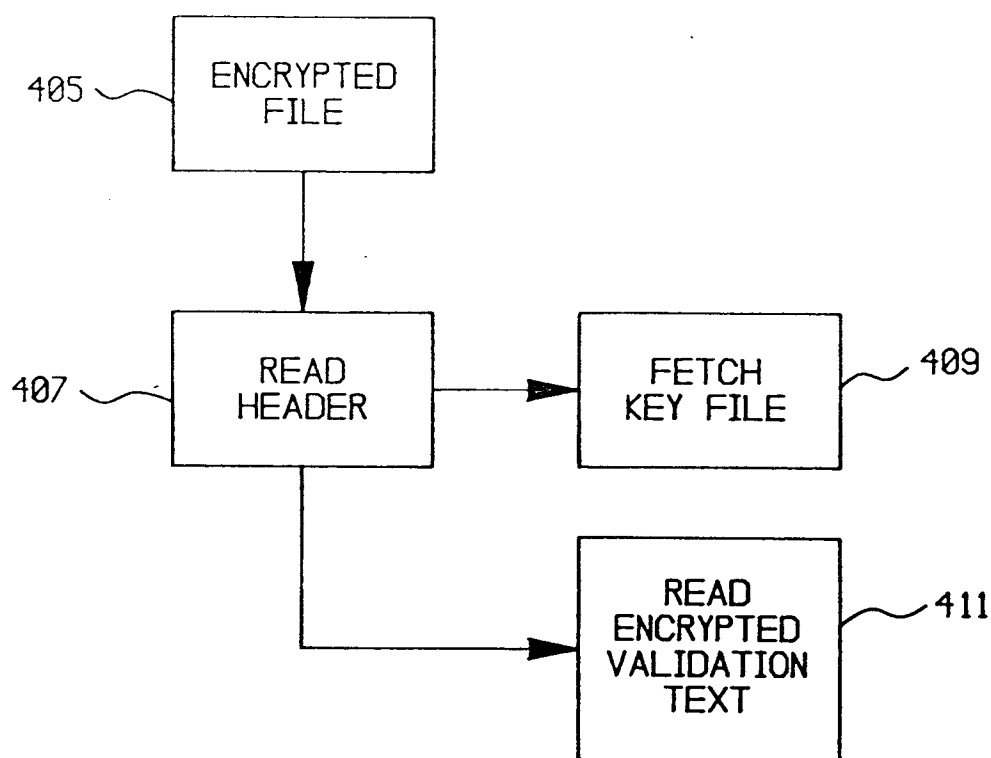 405
ENCRYPTED
FILE
407
READ
HEADER
FETCH
KEY FILE
409
READ
ENCRYPTED
VALIDATION
TEXT
411